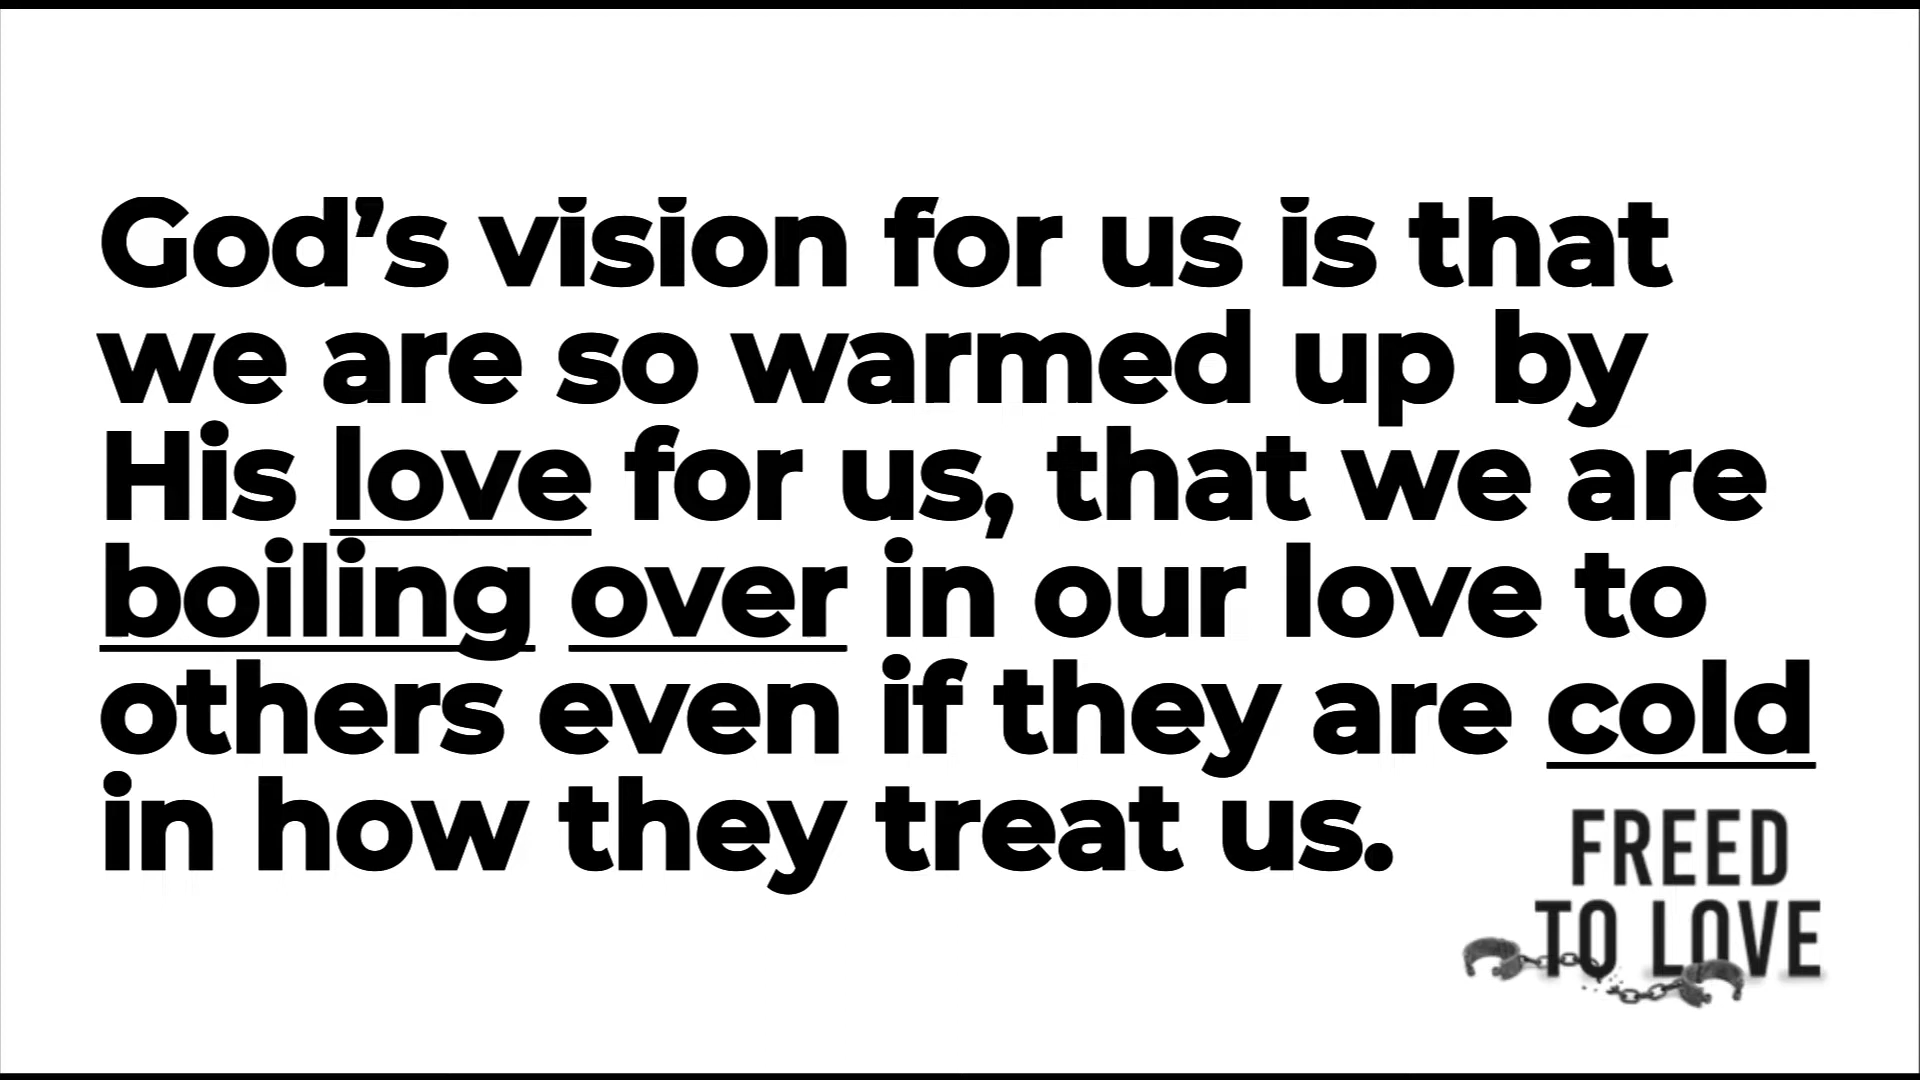 God’s vision for us is that
we are so warmed up by
His love for us, that we are
boiling over in our love to
others even if they are cold
in how they treat us.
FREED
TO LOVE